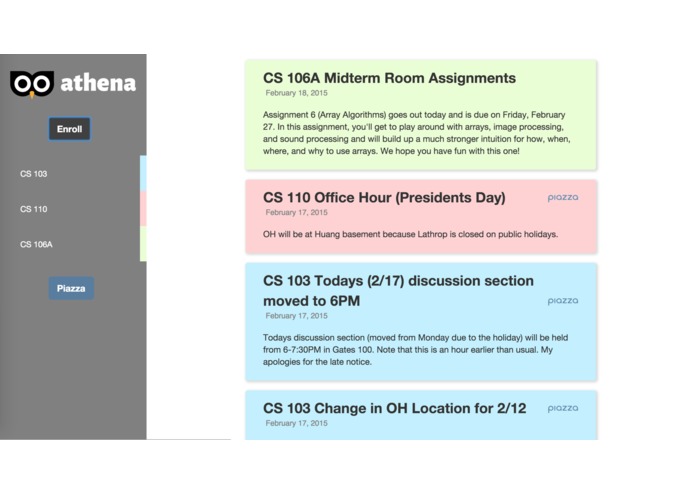 athena
Enroll
CS 103
CS 110
CS 106A
Piazza
CS 106A Midterm Room Assignments
February 18, 2015
Assignment 6 (Array Algorithms) goes out today and is due on Friday, February
27. In this assignment, you'll get to play around with arrays, image processing,
and sound processing and will build up a much stronger intuition for how, when,
where, and why to use arrays. We hope you have fun with this one!
CS 110 Office Hour (Presidents Day)
piazza
February 17, 2015
OH will be at Huang basement because Lathrop is closed on public holidays.
CS 103 Todays (2/17) discussion section
moved to 6PM
piazza
February 17, 2015
Todays discussion section (moved from Monday due to the holiday) will be held
from 6-7:30PM in Gates 100. Note that this is an hour earlier than usual. My
apologies for the late notice.
CS 103 Change in OH Location for 2/12
piazza
February 17, 2015